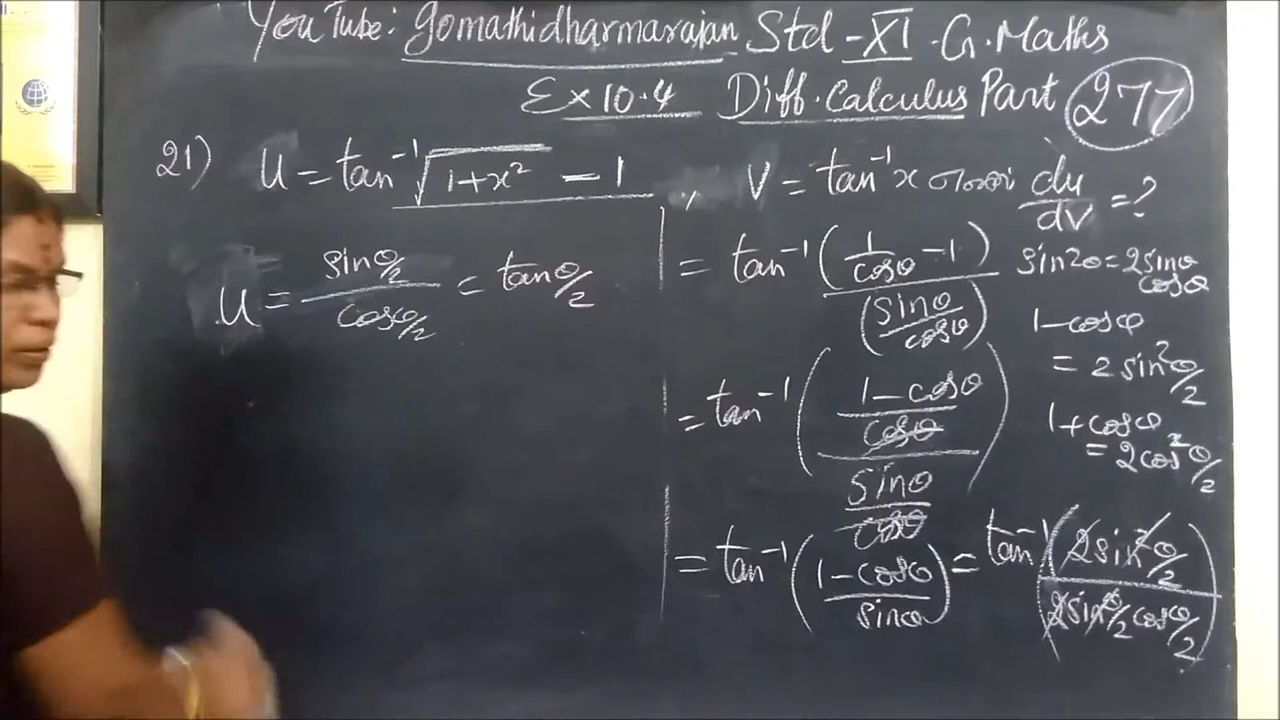 YouTube: gomathidharmarajan Std-XI. G. Maths
Ex 10.4 Diff. Calculus Part 277
21) u = tan⁻¹ √(1+x²) − 1 , v = tan⁻¹x எனில் du/dv = ?
u = (sin θ/2)/(cos θ/2) = tan θ/2
= tan⁻¹((1/cosθ − 1)/(sinθ/cosθ))
= tan⁻¹(((1−cosθ)/cosθ)/(sinθ/cosθ))
= tan⁻¹((1−cosθ)/sinθ) = tan⁻¹((2sin²θ/2)/(2sinθ/2 cosθ/2))
sin2θ = 2sinθ
cosθ
1−cosθ
= 2sin²θ/2
1+cosθ
= 2cos²θ/2